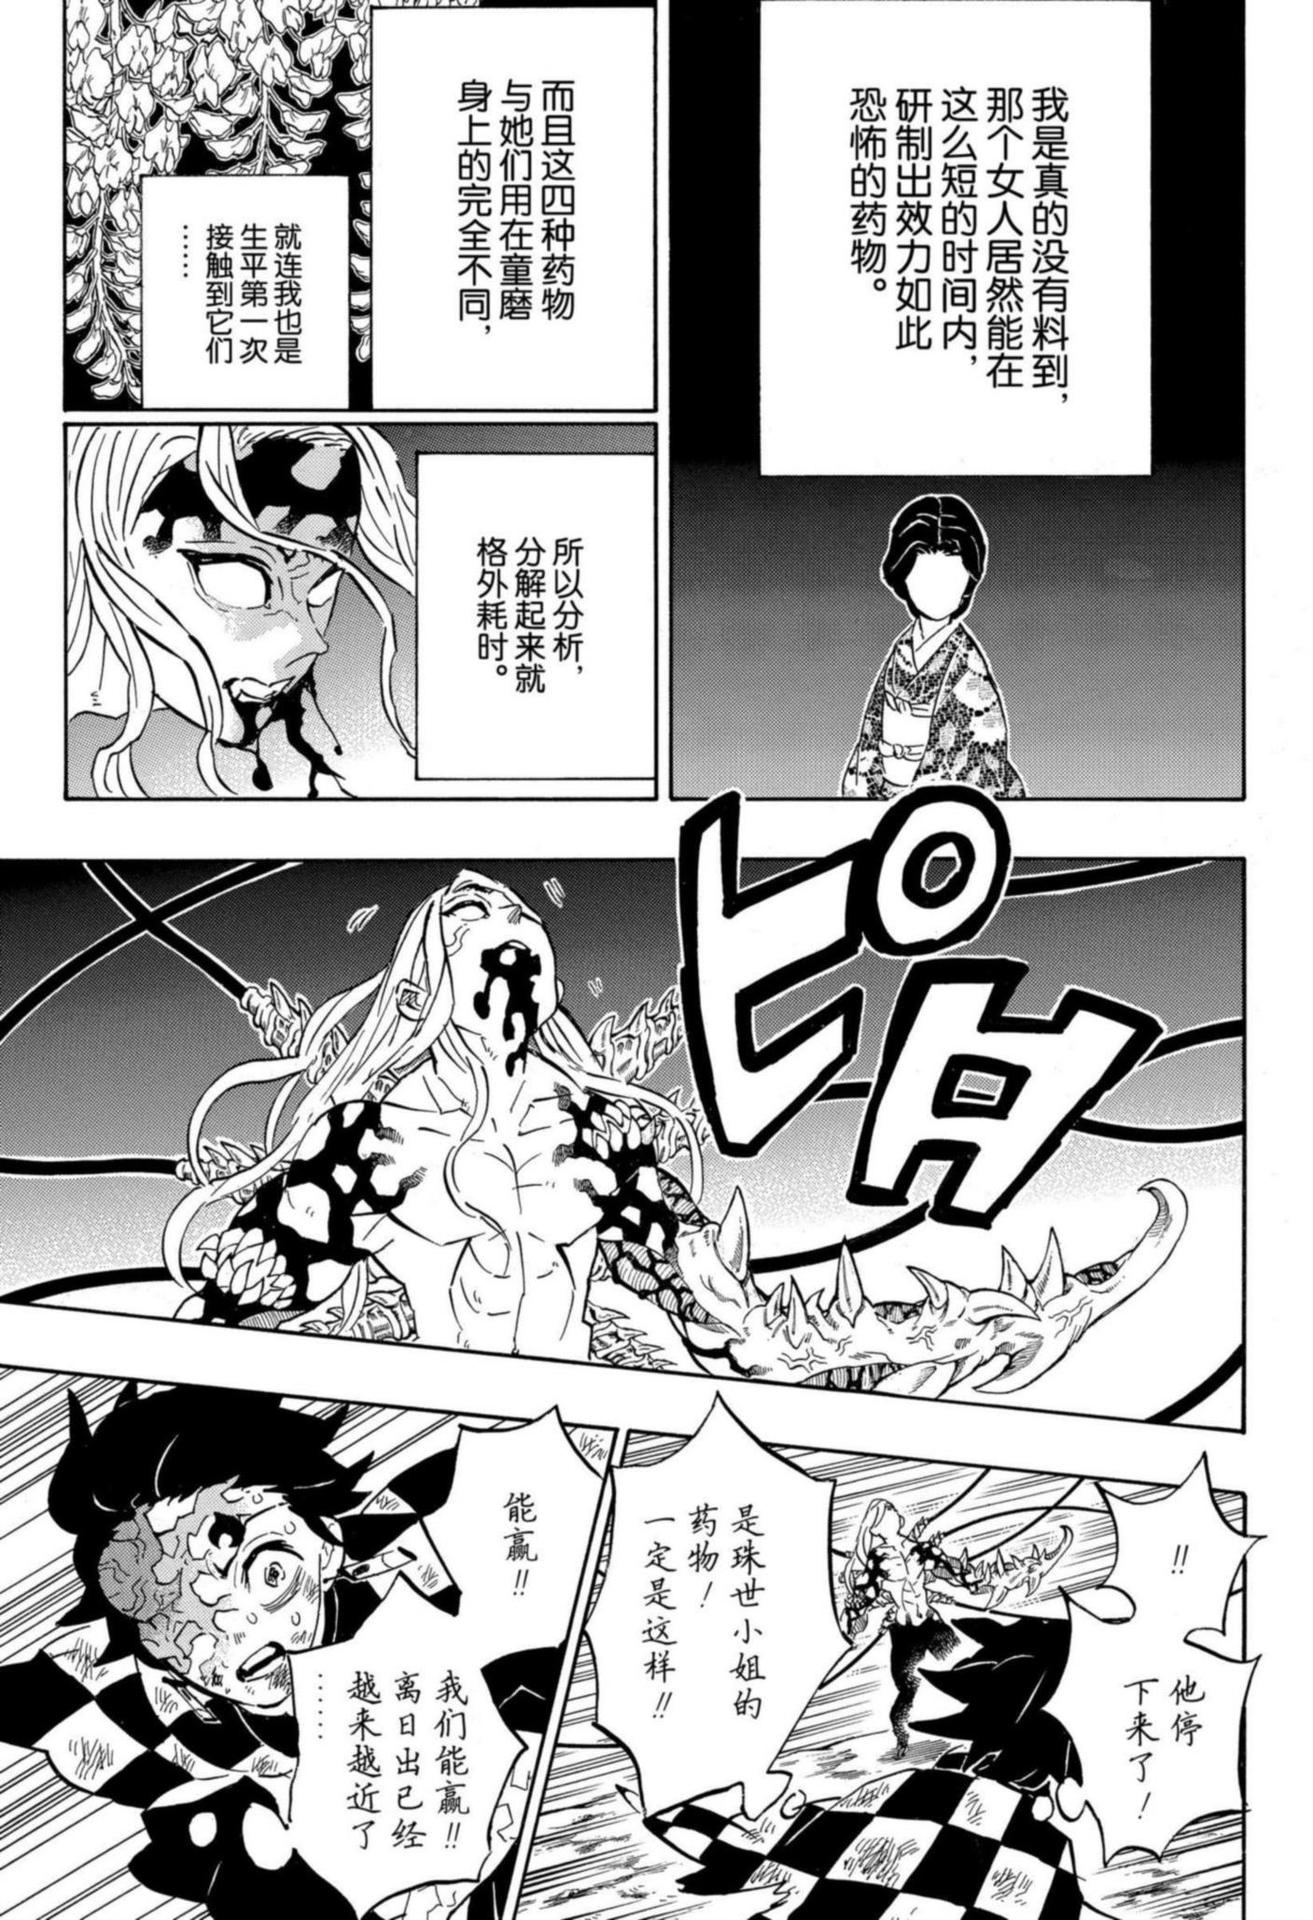 我是真的没有料到，
那个女人居然能在
这么短的时间内，
研制出效力如此
恐怖的药物。
而且这四种药物
与她们用在童磨
身上的完全不同，
就连我也是
生平第一次
接触到它们
……
所以分析，
分解起来就
格外耗时。
ピタ
!!
他停
下来了！
是珠世小姐的
药物！
一定是这样!!
能赢!!
我们能赢!!
离日出已经
越来越近了
……